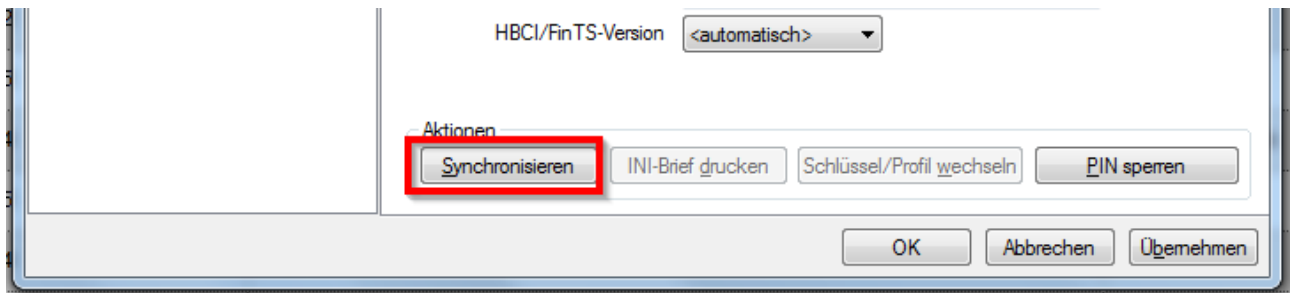 HBCI/FinTS-Version <automatisch>
Aktionen
Synchronisieren INI-Brief drucken Schlüssel/Profil wechseln PIN sperren
OK Abbrechen Übernehmen